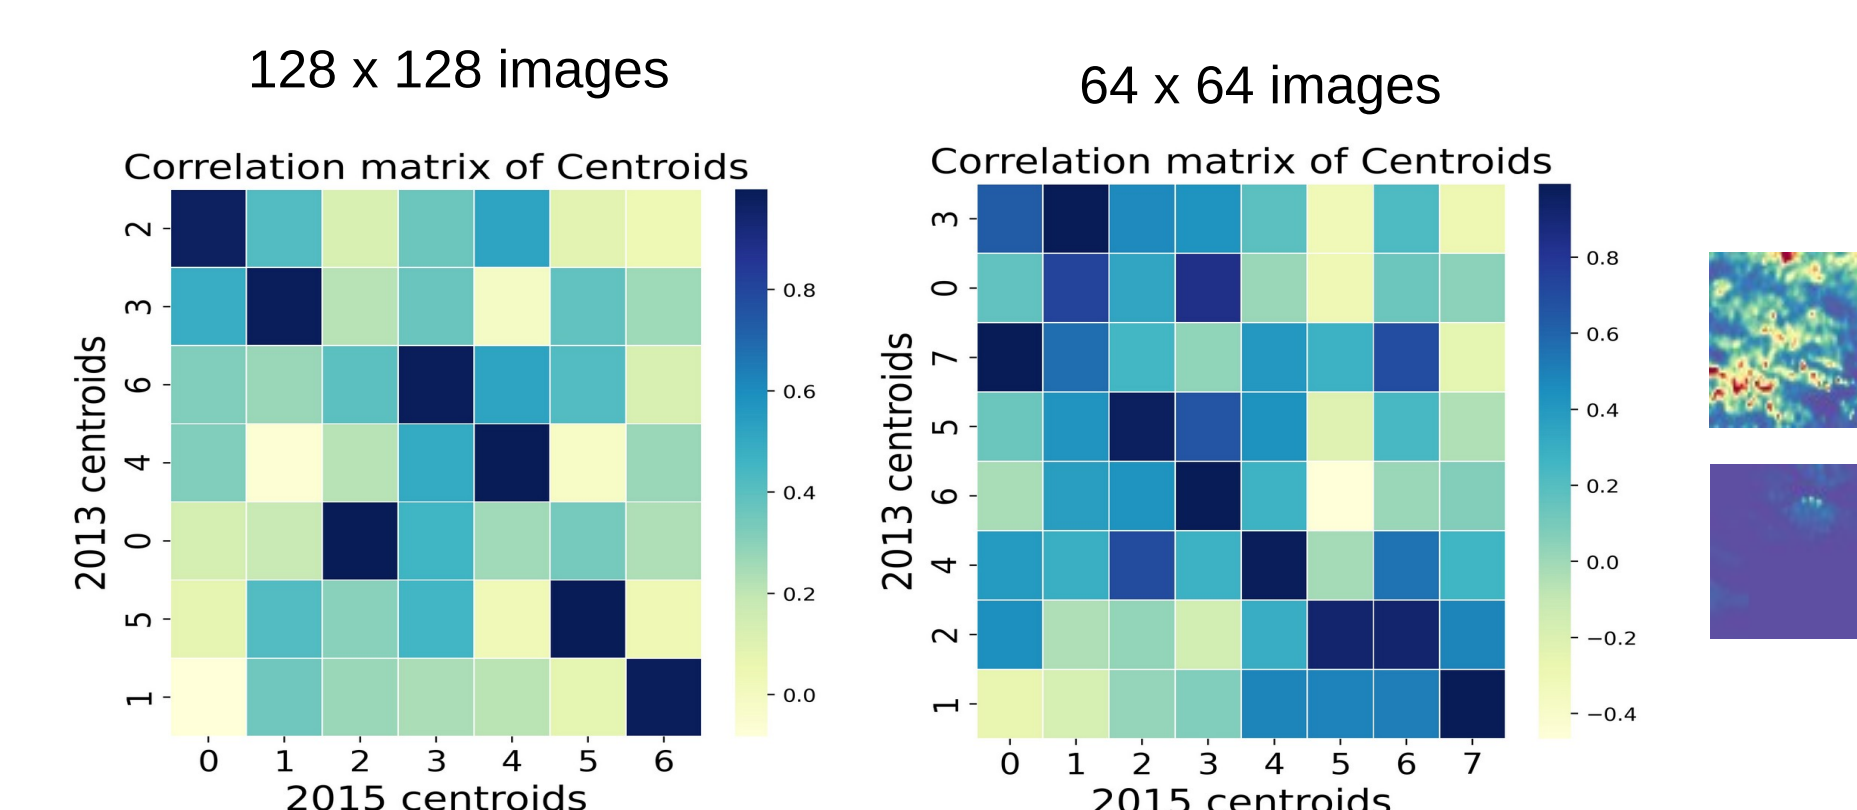 128 x 128 images
Correlation matrix of Centroids
2013 centroids
2
3
6
4
0
5
1
0 1 2 3 4 5 6
2015 centroids
0.8
0.6
0.4
0.2
0.0
64 x 64 images
Correlation matrix of Centroids
2013 centroids
3
0
7
5
6
4
2
1
0 1 2 3 4 5 6 7
2015 centroids
0.8
0.6
0.4
0.2
0.0
−0.2
−0.4